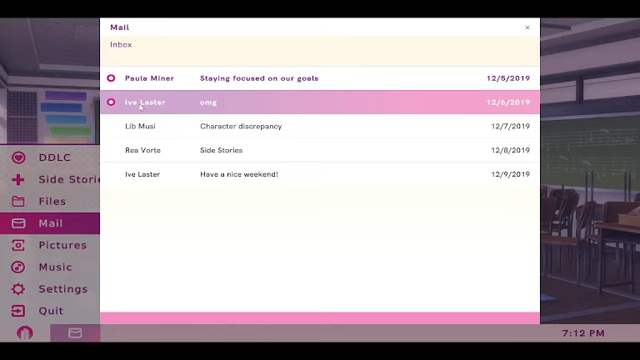 Mail ×
Inbox
Paula Miner Staying focused on our goals 12/5/2019
Ive Laster omg 12/6/2019
Lib Musi Character discrepancy 12/7/2019
Rea Vorte Side Stories 12/8/2019
Ive Laster Have a nice weekend! 12/9/2019
DDLC
Side Storie
Files
Mail
Pictures
Music
Settings
Quit
7:12 PM